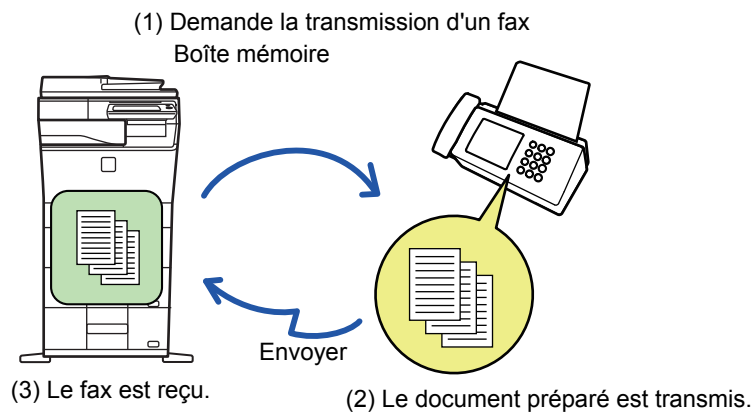 (1) Demande la transmission d'un fax
Boîte mémoire
Envoyer
(3) Le fax est reçu.
(2) Le document préparé est transmis.